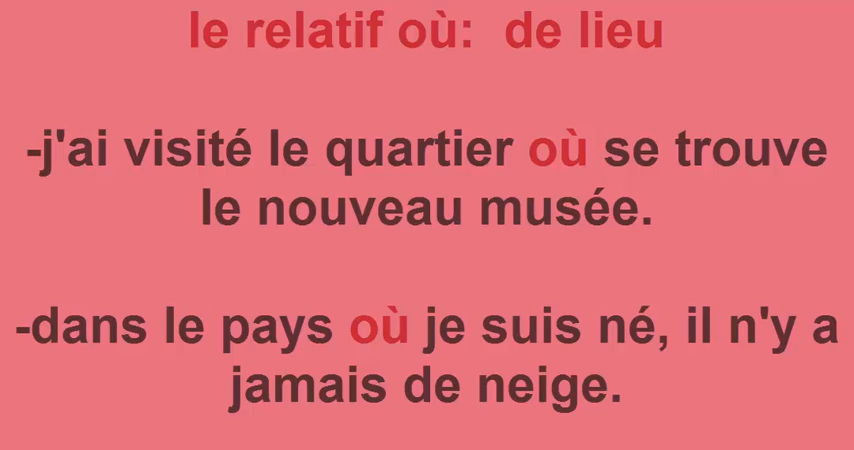 le relatif où: de lieu
-j'ai visité le quartier où se trouve
le nouveau musée.
-dans le pays où je suis né, il n'y a
jamais de neige.